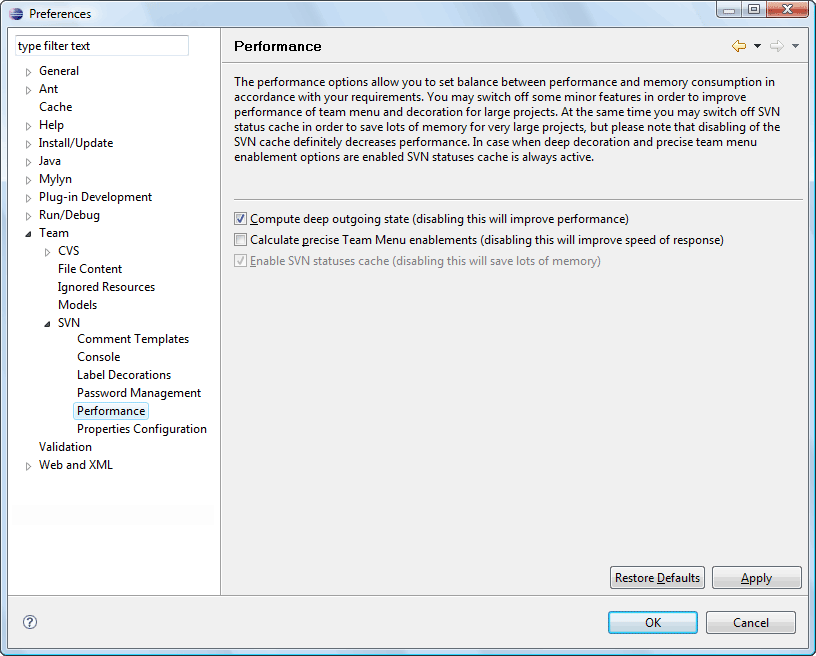 Preferences
type filter text
General
Ant
Cache
Help
Install/Update
Java
Mylyn
Plug-in Development
Run/Debug
Team
CVS
File Content
Ignored Resources
Models
SVN
Comment Templates
Console
Label Decorations
Password Management
Performance
Properties Configuration
Validation
Web and XML
Performance
The performance options allow you to set balance between performance and memory consumption in
accordance with your requirements. You may switch off some minor features in order to improve
performance of team menu and decoration for large projects. At the same time you may switch off SVN
status cache in order to save lots of memory for very large projects, but please note that disabling of the
SVN cache definitely decreases performance. In case when deep decoration and precise team menu
enablement options are enabled SVN statuses cache is always active.
Compute deep outgoing state (disabling this will improve performance)
Calculate precise Team Menu enablements (disabling this will improve speed of response)
Enable SVN statuses cache (disabling this will save lots of memory)
Restore Defaults
Apply
?
OK
Cancel